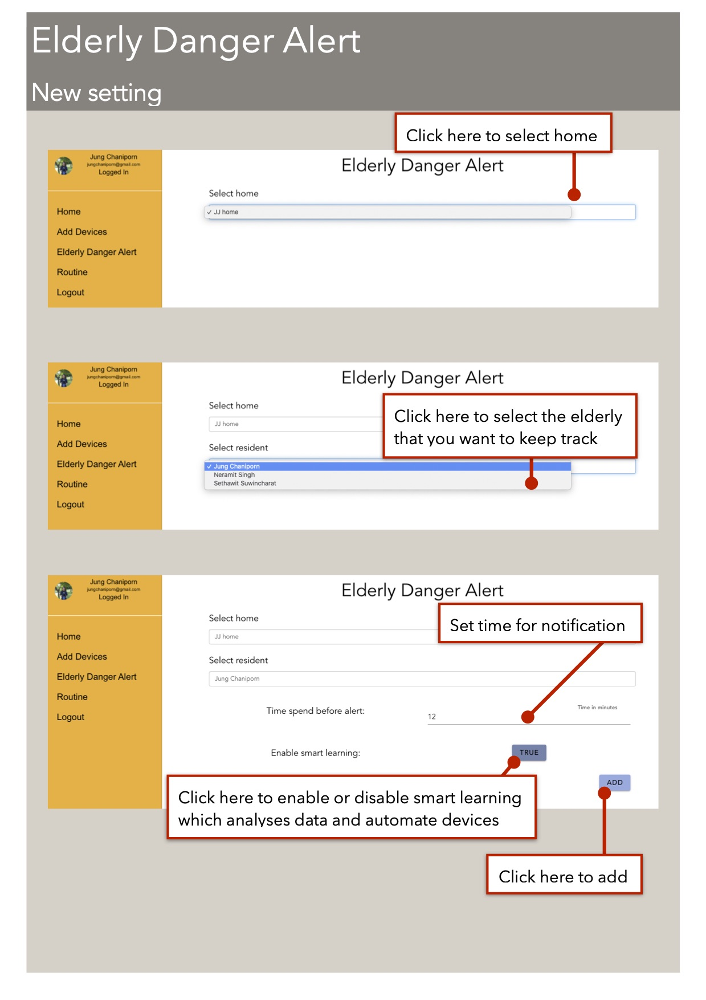 Elderly Danger Alert
New setting
Click here to select home
Jung Chaniporn
jungchaniporn@gmail.com
Logged In
Home
Add Devices
Elderly Danger Alert
Routine
Logout
Elderly Danger Alert
Select home
✓ JJ home
Jung Chaniporn
jungchaniporn@gmail.com
Logged In
Home
Add Devices
Elderly Danger Alert
Routine
Logout
Elderly Danger Alert
Select home
JJ home
Click here to select the elderly
that you want to keep track
Select resident
✓ Jung Chaniporn
Neramit Singh
Sethawit Suwincharat
Jung Chaniporn
jungchaniporn@gmail.com
Logged In
Home
Add Devices
Elderly Danger Alert
Routine
Logout
Elderly Danger Alert
Select home
JJ home
Set time for notification
Select resident
Jung Chaniporn
Time spend before alert:
12
Time in minutes
Enable smart learning:
TRUE
ADD
Click here to enable or disable smart learning
which analyses data and automate devices
Click here to add